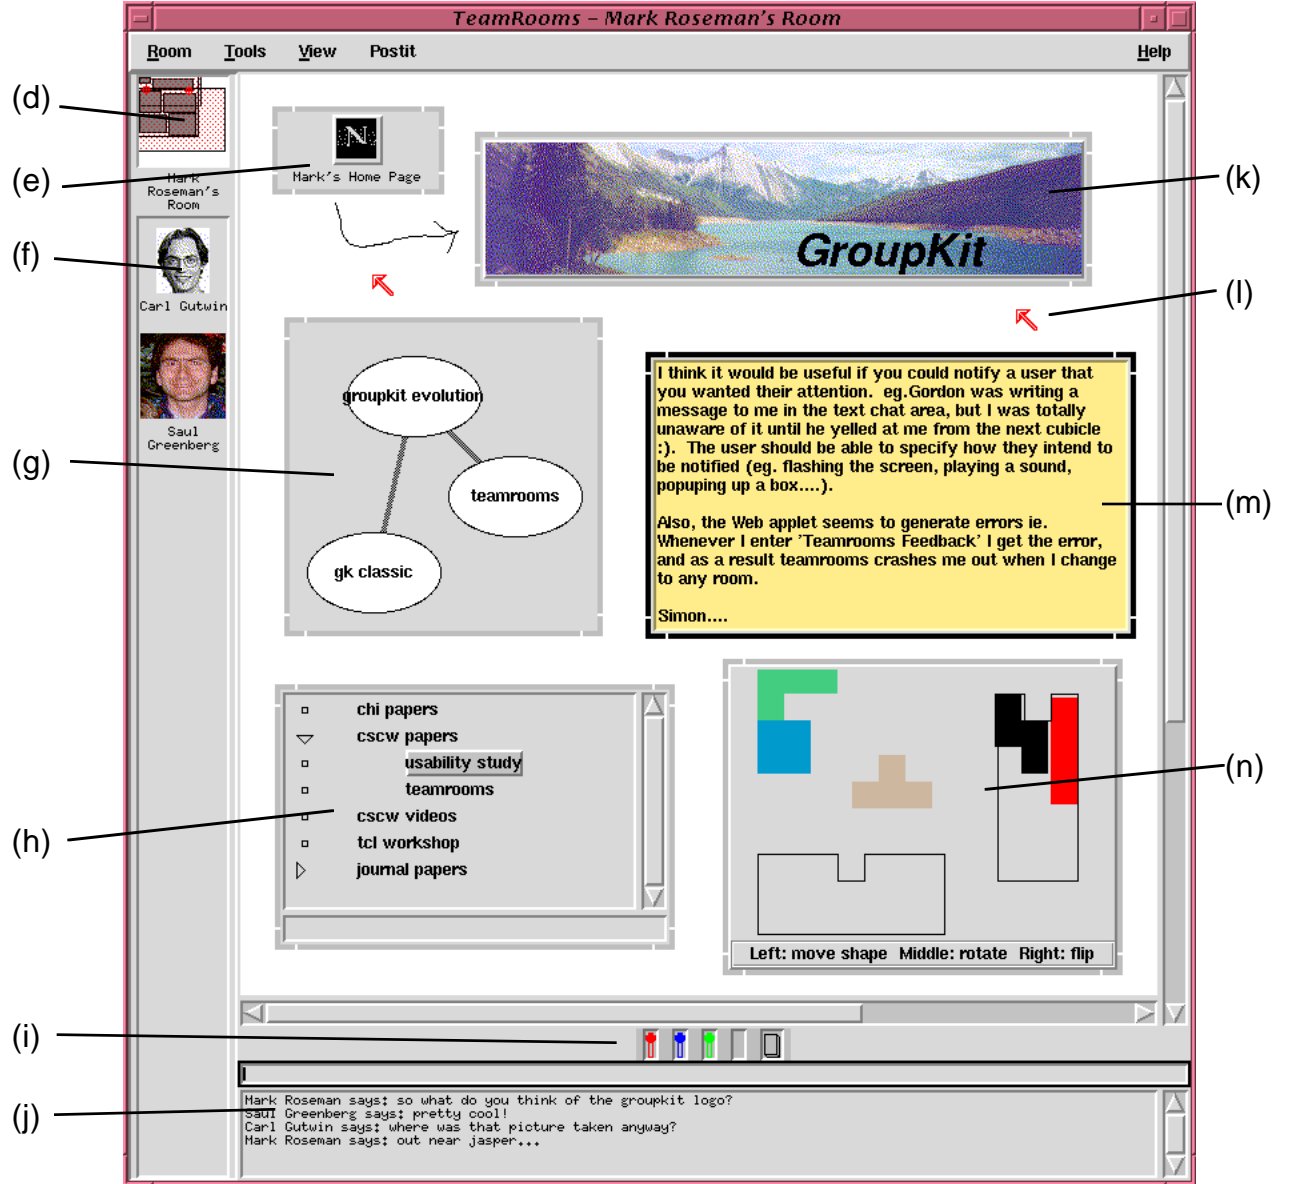 TeamRooms – Mark Roseman's Room
Room Tools View Postit Help
(d)
(e)
(f)
(g)
(h)
(i)
(j)
Mark
Roseman's
Room
Carl Gutwin
Saul
Greenberg
N
Mark's Home Page
GroupKit
(k)
(l)
(m)
(n)
groupkit evolution
teamrooms
gk classic
I think it would be useful if you could notify a user that
you wanted their attention. eg.Gordon was writing a
message to me in the text chat area, but I was totally
unaware of it until he yelled at me from the next cubicle
:). The user should be able to specify how they intend to
be notified (eg. flashing the screen, playing a sound,
popuping up a box....).
Also, the Web applet seems to generate errors ie.
Whenever I enter 'Teamrooms Feedback' I get the error,
and as a result teamrooms crashes me out when I change
to any room.
Simon....
chi papers
cscw papers
usability study
teamrooms
cscw videos
tcl workshop
journal papers
Left: move shape Middle: rotate Right: flip
Mark Roseman says: so what do you think of the groupkit logo?
Saul Greenberg says: pretty cool!
Carl Gutwin says: where was that picture taken anyway?
Mark Roseman says: out near jasper...